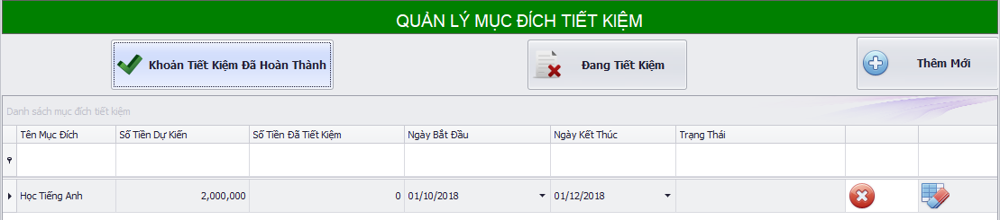 QUẢN LÝ MỤC ĐÍCH TIẾT KIỆM
Khoản Tiết Kiệm Đã Hoàn Thành
Đang Tiết Kiệm
Thêm Mới
Danh sách mục đích tiết kiệm
Tên Mục Đích Số Tiền Dự Kiến Số Tiền Đã Tiết Kiệm Ngày Bắt Đầu Ngày Kết Thúc Trạng Thái
Học Tiếng Anh 2,000,000 0 01/10/2018 01/12/2018